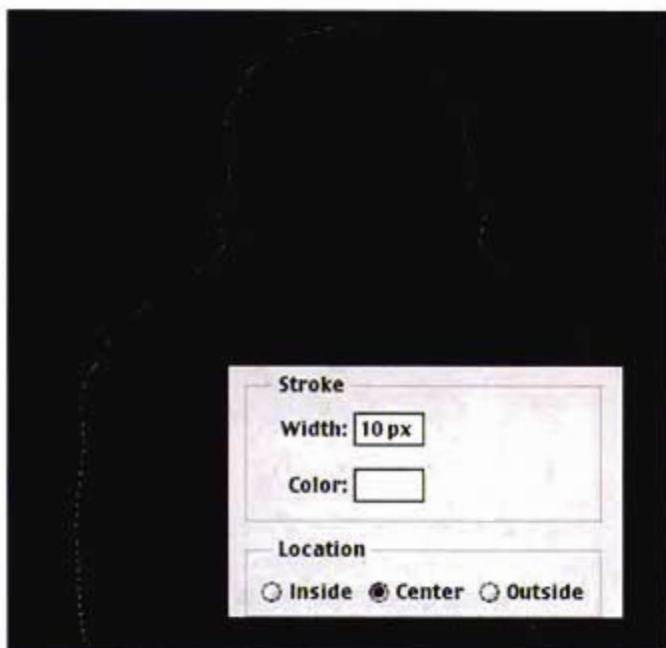 Stroke
Width: 10 px
Color:
Location
Inside Center Outside